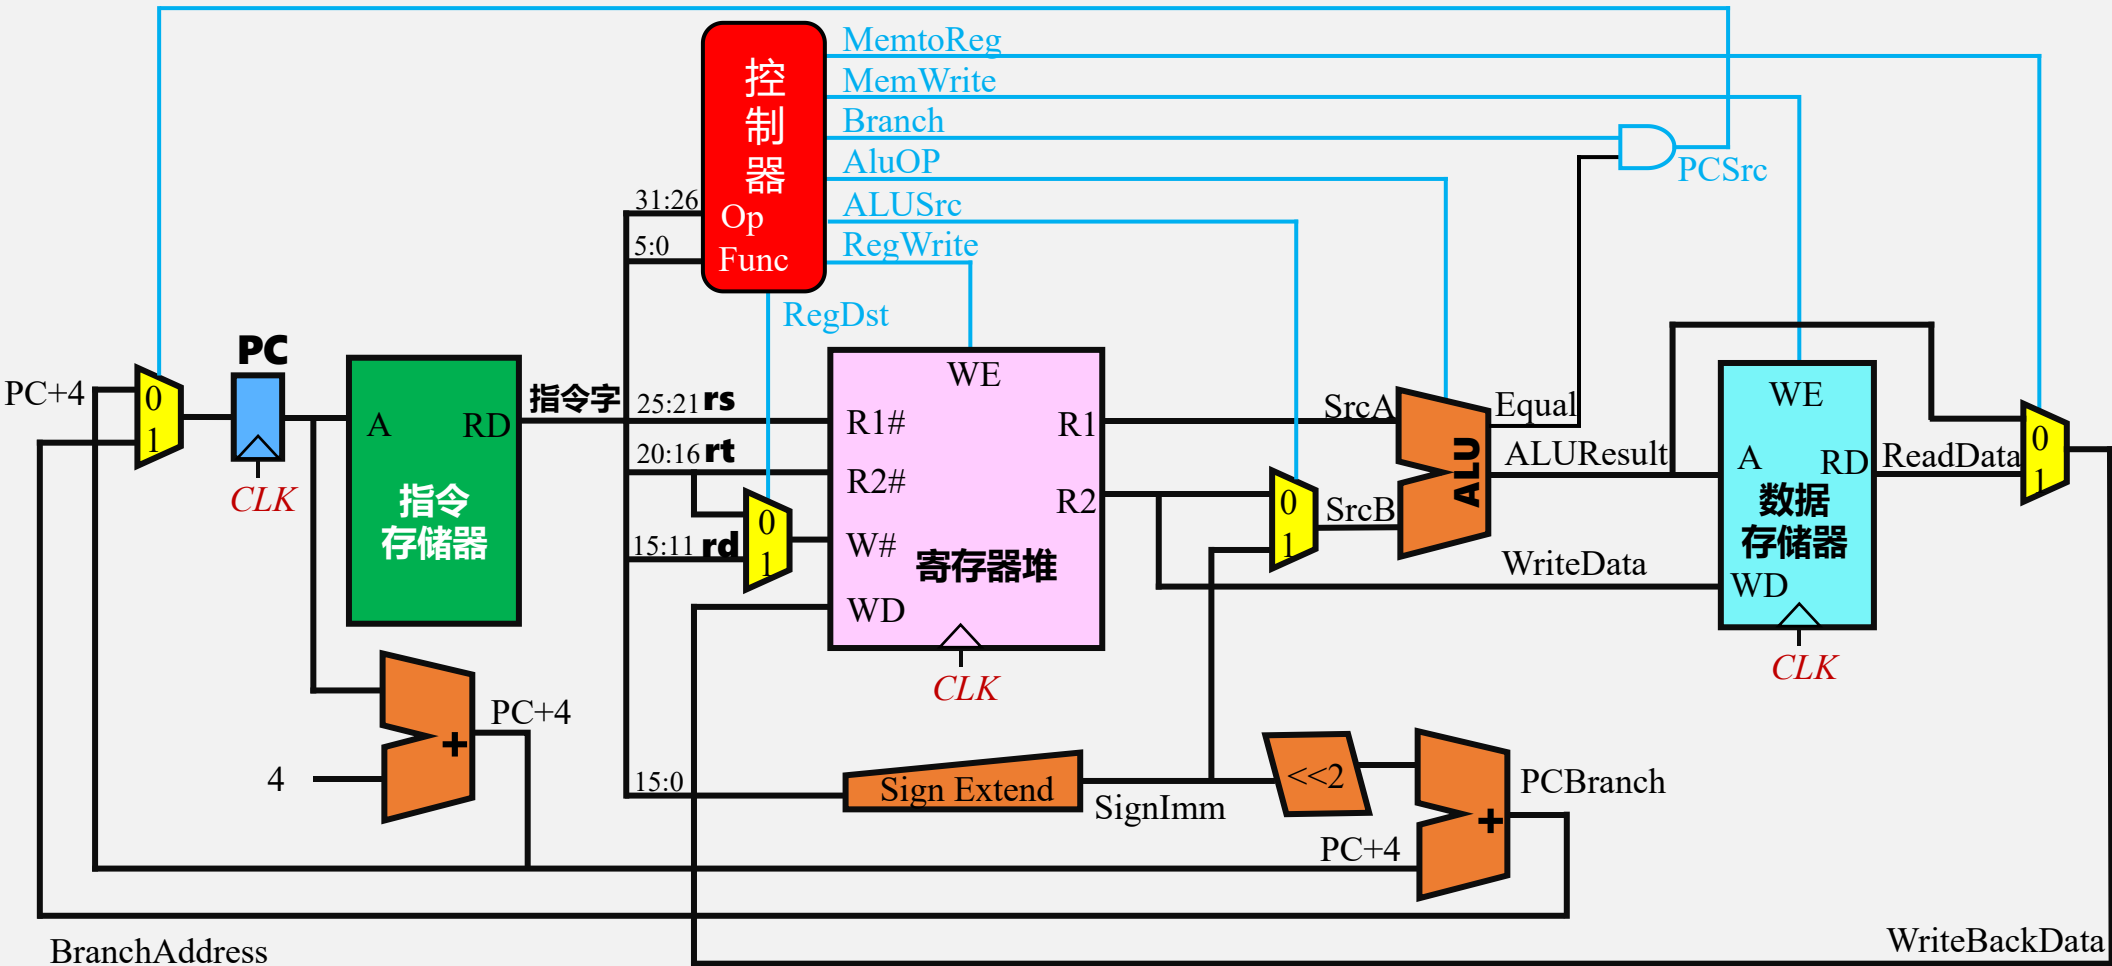 MemtoReg
MemWrite
Branch
AluOP
ALUSrc
RegWrite
控制器
Op
Func
31:26
5:0
PCSrc
RegDst
PC
PC+4
0
1
CLK
A
RD
指令
存储器
指令字
25:21 rs
20:16 rt
15:11 rd
0
1
WE
R1#
R2#
W#
WD
R1
R2
寄存器堆
CLK
0
1
SrcA
SrcB
ALU
Equal
ALUResult
WriteData
WE
A
RD
数据
存储器
WD
CLK
ReadData
0
1
4
+
PC+4
15:0
Sign Extend
SignImm
<<2
PC+4
+
PCBranch
BranchAddress
WriteBackData